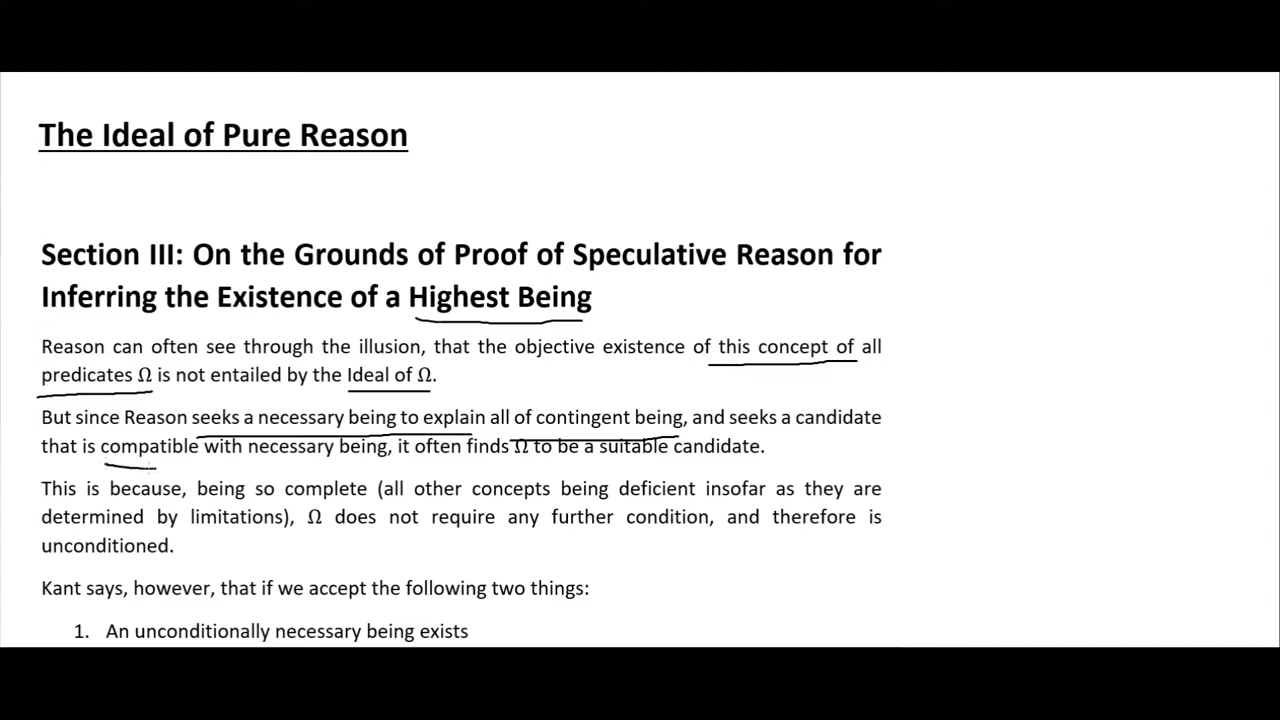 The Ideal of Pure Reason
Section III: On the Grounds of Proof of Speculative Reason for
Inferring the Existence of a Highest Being
Reason can often see through the illusion, that the objective existence of this concept of all
predicates Ω is not entailed by the Ideal of Ω.
But since Reason seeks a necessary being to explain all of contingent being, and seeks a candidate
that is compatible with necessary being, it often finds Ω to be a suitable candidate.
This is because, being so complete (all other concepts being deficient insofar as they are
determined by limitations), Ω does not require any further condition, and therefore is
unconditioned.
Kant says, however, that if we accept the following two things:
1. An unconditionally necessary being exists